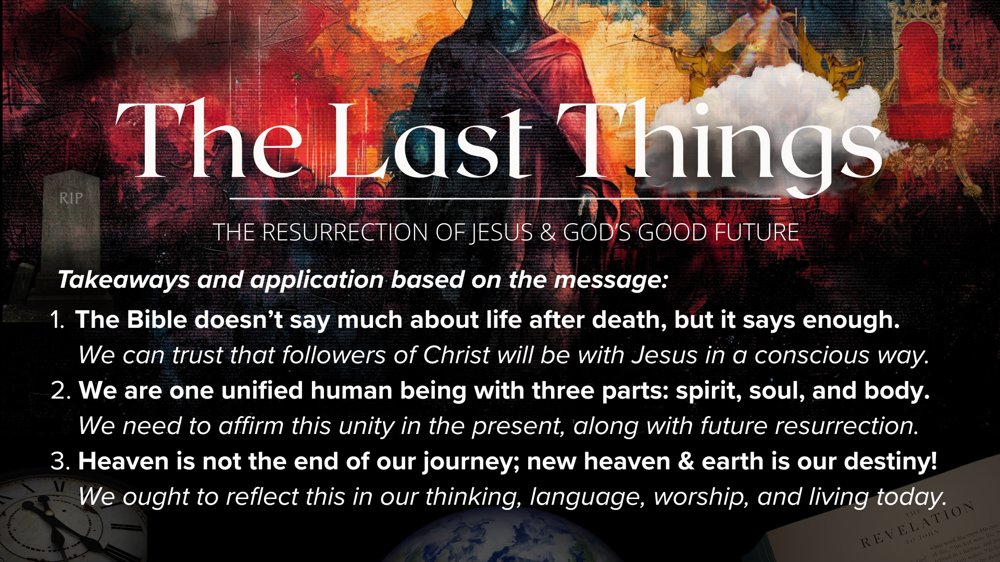 The Last Things
RIP
THE RESURRECTION OF JESUS & GOD'S GOOD FUTURE
Takeaways and application based on the message:
1. The Bible doesn’t say much about life after death, but it says enough.
We can trust that followers of Christ will be with Jesus in a conscious way.
2. We are one unified human being with three parts: spirit, soul, and body.
We need to affirm this unity in the present, along with future resurrection.
3. Heaven is not the end of our journey; new heaven & earth is our destiny!
We ought to reflect this in our thinking, language, worship, and living today.
THE
REVELATION
TO JOHN